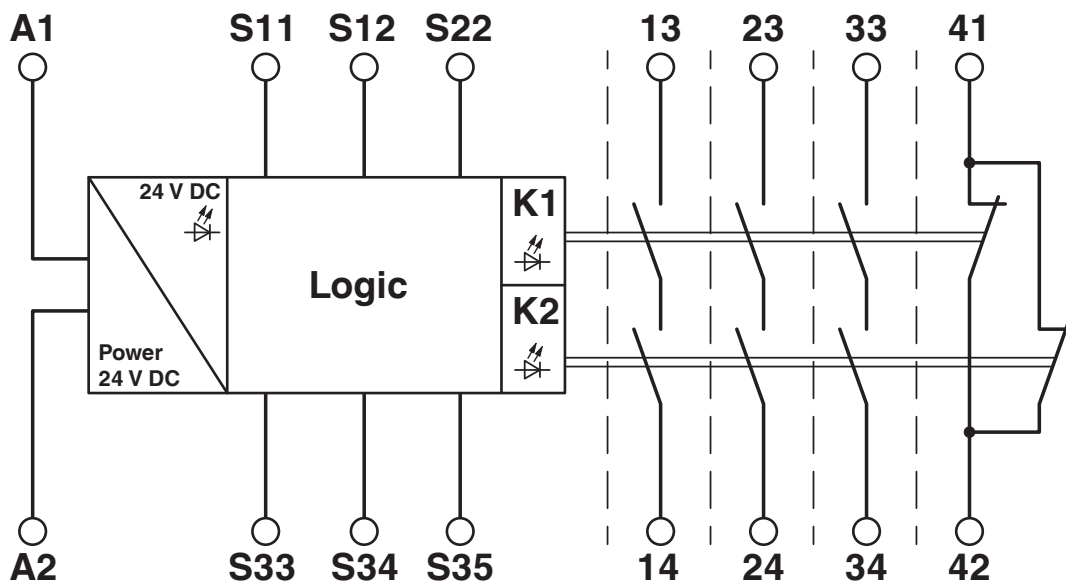 A1 S11 S12 S22 13 23 33 41
24 V DC
K1
Logic
K2
Power
24 V DC
A2 S33 S34 S35 14 24 34 42